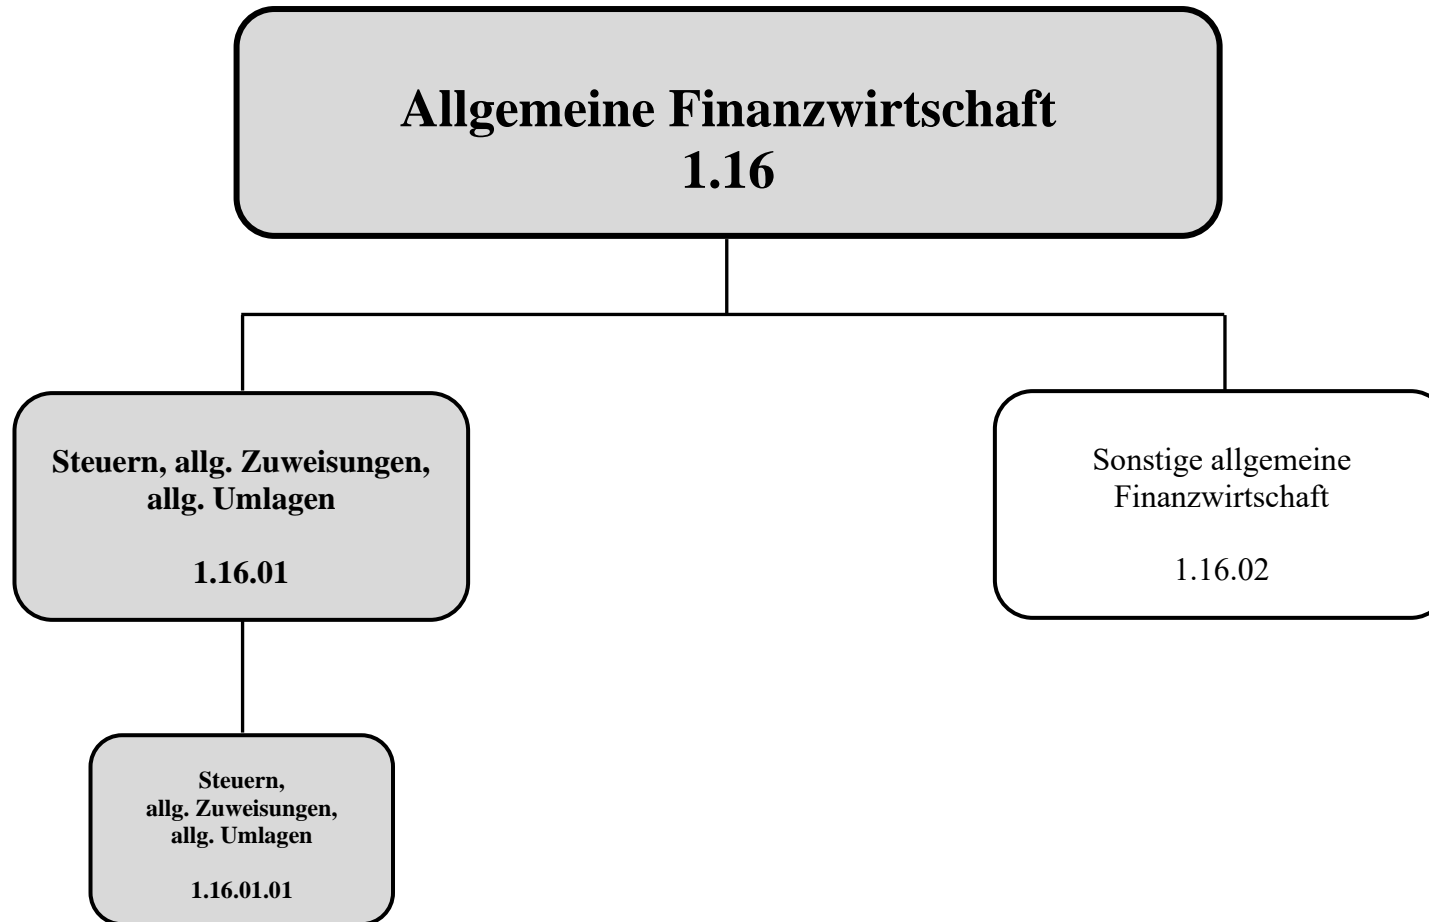 Allgemeine Finanzwirtschaft
1.16
Steuern, allg. Zuweisungen,
allg. Umlagen
1.16.01
Sonstige allgemeine
Finanzwirtschaft
1.16.02
Steuern,
allg. Zuweisungen,
allg. Umlagen
1.16.01.01